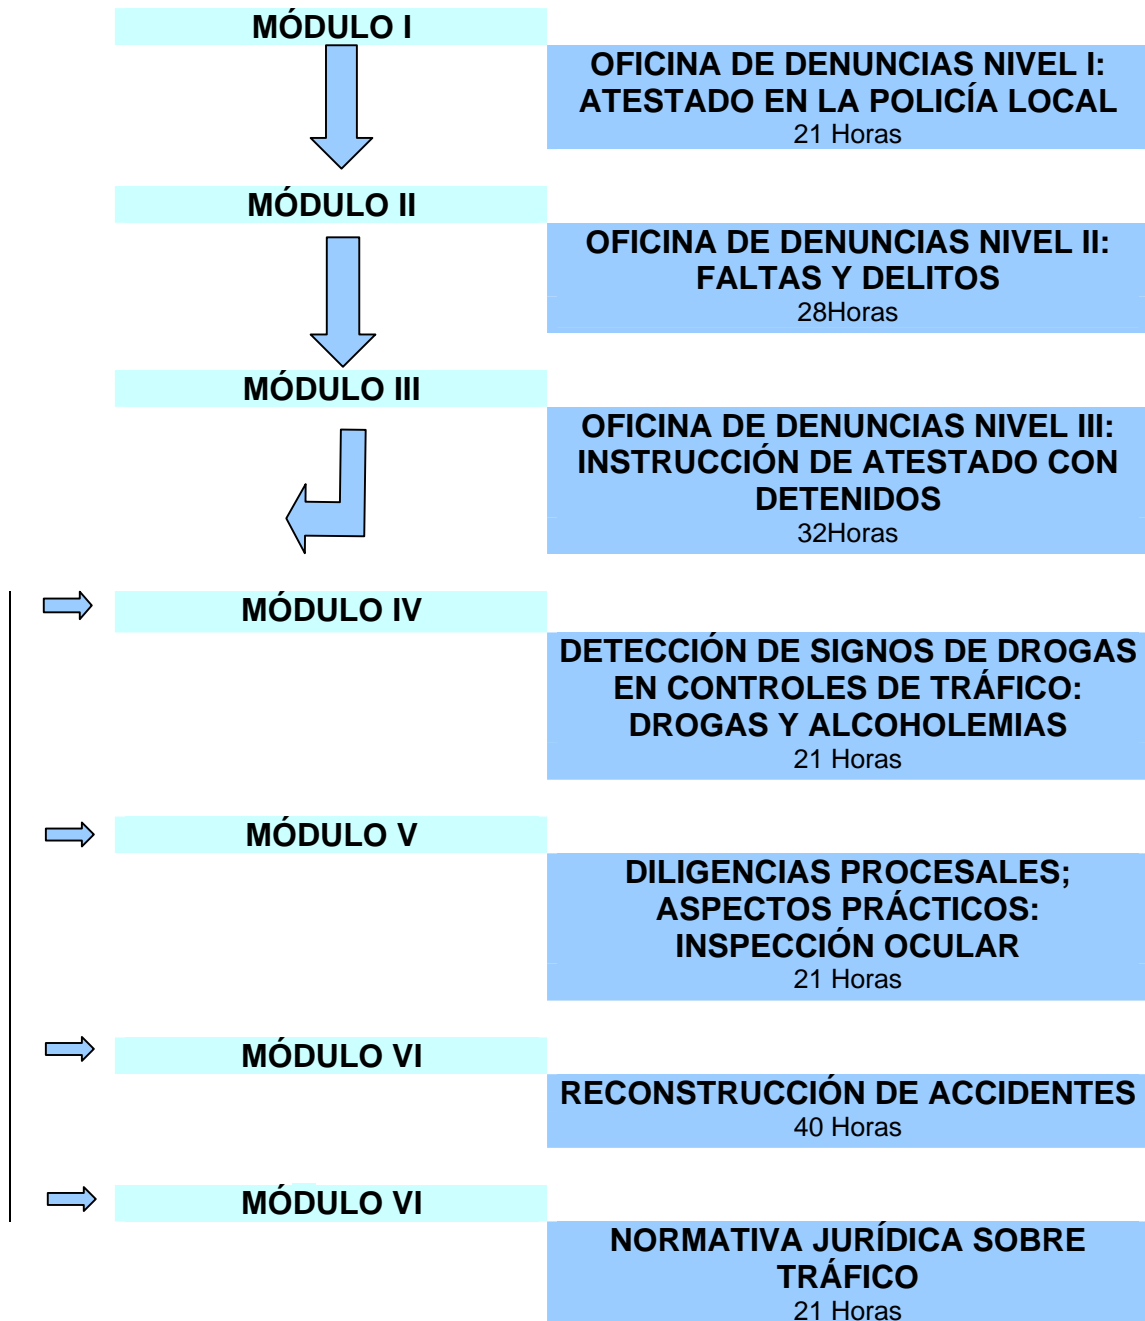 MÓDULO I
OFICINA DE DENUNCIAS NIVEL I:
ATESTADO EN LA POLICÍA LOCAL
21 Horas
MÓDULO II
OFICINA DE DENUNCIAS NIVEL II:
FALTAS Y DELITOS
28Horas
MÓDULO III
OFICINA DE DENUNCIAS NIVEL III:
INSTRUCCIÓN DE ATESTADO CON
DETENIDOS
32Horas
MÓDULO IV
DETECCIÓN DE SIGNOS DE DROGAS
EN CONTROLES DE TRÁFICO:
DROGAS Y ALCOHOLEMIAS
21 Horas
MÓDULO V
DILIGENCIAS PROCESALES;
ASPECTOS PRÁCTICOS:
INSPECCIÓN OCULAR
21 Horas
MÓDULO VI
RECONSTRUCCIÓN DE ACCIDENTES
40 Horas
MÓDULO VI
NORMATIVA JURÍDICA SOBRE
TRÁFICO
21 Horas